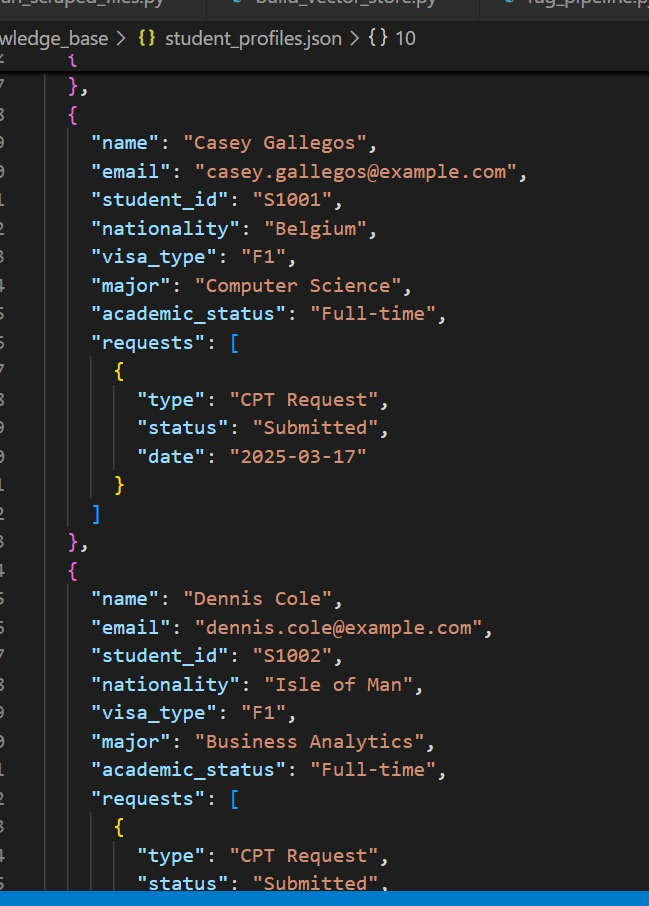 build_vector_store.py
wledge_base > {} student_profiles.json > {} 10
{
},
{
"name": "Casey Gallegos",
"email": "casey.gallegos@example.com",
"student_id": "S1001",
"nationality": "Belgium",
"visa_type": "F1",
"major": "Computer Science",
"academic_status": "Full-time",
"requests": [
{
"type": "CPT Request",
"status": "Submitted",
"date": "2025-03-17"
}
]
},
{
"name": "Dennis Cole",
"email": "dennis.cole@example.com",
"student_id": "S1002",
"nationality": "Isle of Man",
"visa_type": "F1",
"major": "Business Analytics",
"academic_status": "Full-time",
"requests": [
{
"type": "CPT Request",
"status": "Submitted",